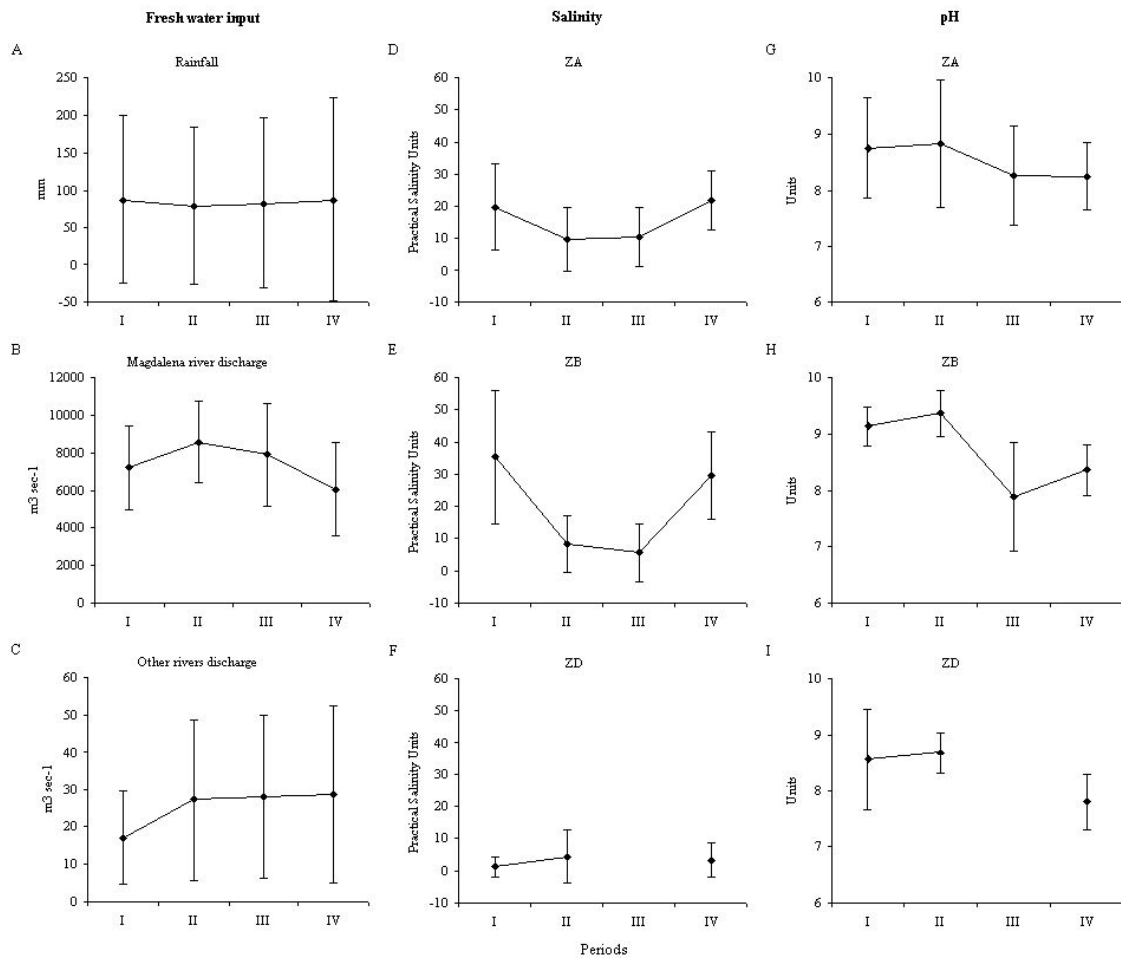 Fresh water input
Salinity
pH
A
Rainfall
mm
250
200
150
100
50
0
-50
I II III IV
D
ZA
Practical Salinity Units
60
50
40
30
20
10
0
-10
I II III IV
G
ZA
Units
10
9
8
7
6
I II III IV
B
Magdalena river discharge
m3 sec-1
12000
10000
8000
6000
4000
2000
0
I II III IV
E
ZB
Practical Salinity Units
60
50
40
30
20
10
0
-10
I II III IV
H
ZB
Units
10
9
8
7
6
I II III IV
C
Other rivers discharge
m3 sec-1
60
50
40
30
20
10
0
I II III IV
F
ZD
Practical Salinity Units
60
50
40
30
20
10
0
-10
I II III IV
I
ZD
Units
10
9
8
7
6
I II III IV
Periods